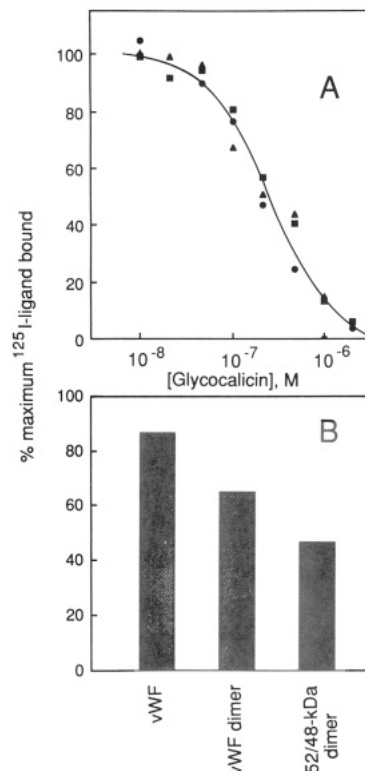 % maximum ¹²⁵I-ligand bound
A
100
80
60
40
20
0
10⁻⁸
10⁻⁷
10⁻⁶
[Glycocalicin], M
B
100
80
60
40
20
0
vWF
vWF dimer
52/48-kDa
dimer